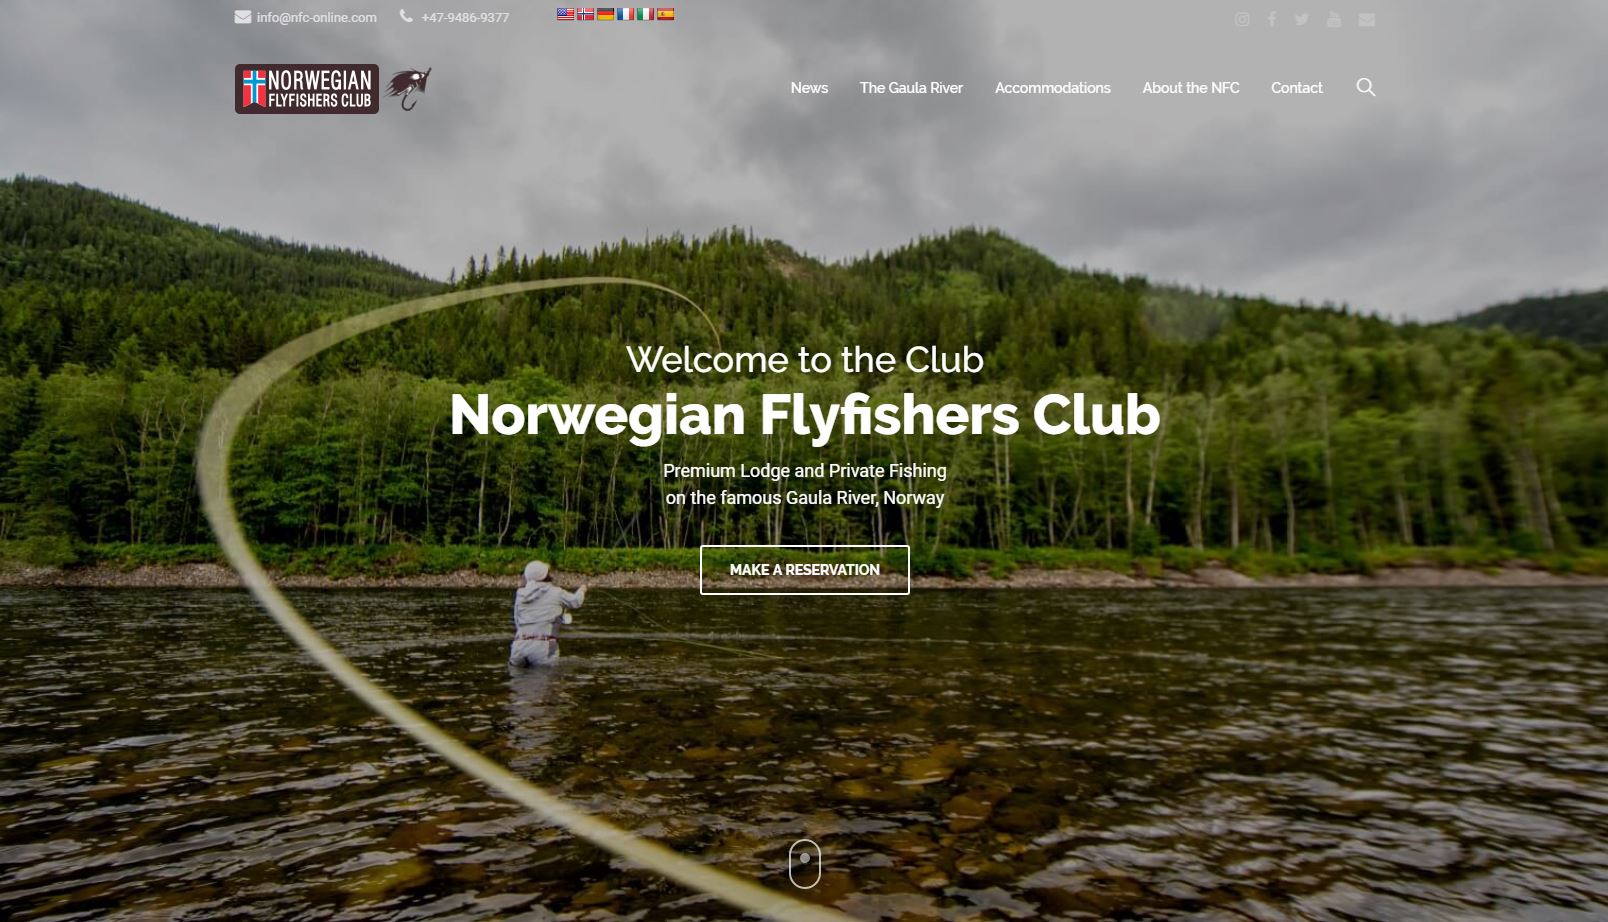 info@nfc-online.com
+47-9486-9377
NORWEGIAN
FLYFISHERS CLUB
News
The Gaula River
Accommodations
About the NFC
Contact
Welcome to the Club
Norwegian Flyfishers Club
Premium Lodge and Private Fishing
on the famous Gaula River, Norway
MAKE A RESERVATION